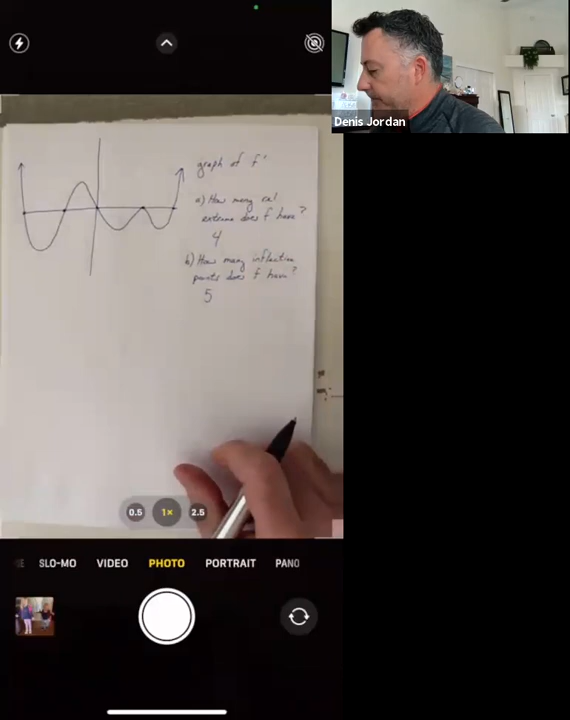 Denis Jordan
graph of f'
a) How many rel
extrema does f have?
4
b) How many inflection
points does f have?
5
0.5 1× 2.5
SLO-MO VIDEO PHOTO PORTRAIT PANO